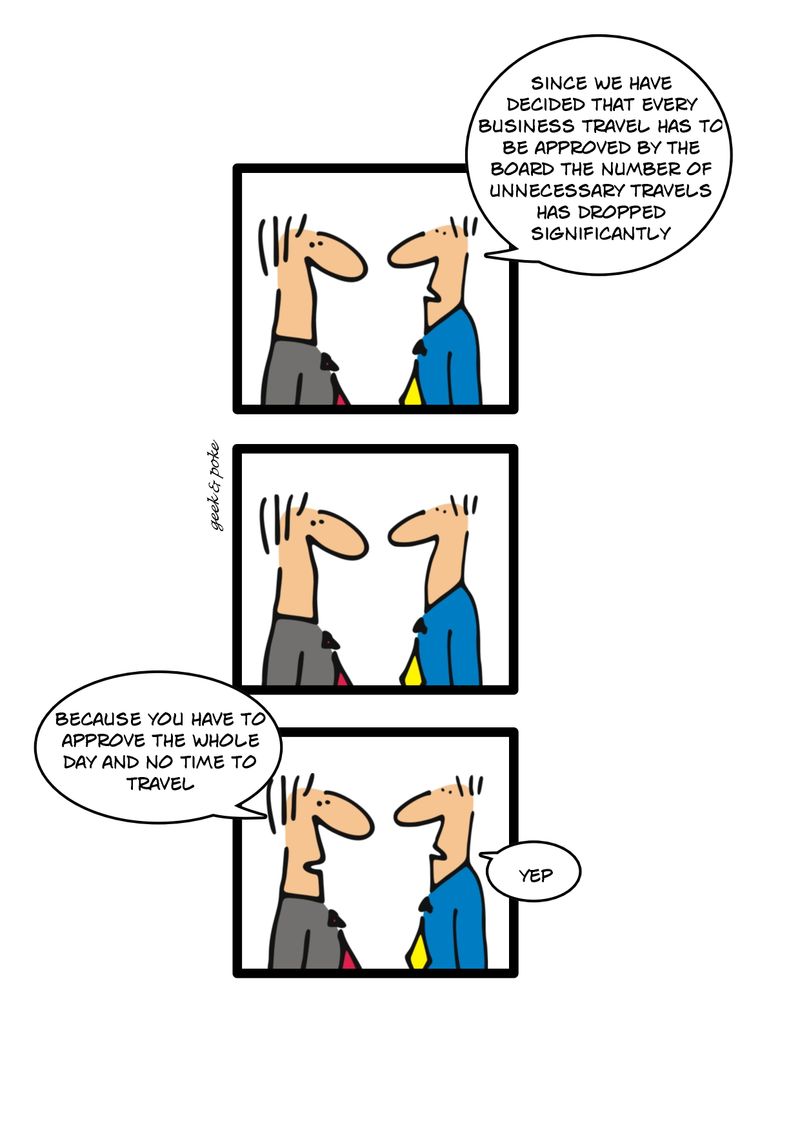 SINCE WE HAVE
DECIDED THAT EVERY
BUSINESS TRAVEL HAS TO
BE APPROVED BY THE
BOARD THE NUMBER OF
UNNECESSARY TRAVELS
HAS DROPPED
SIGNIFICANTLY
geek & poke
BECAUSE YOU HAVE TO
APPROVE THE WHOLE
DAY AND NO TIME TO
TRAVEL
YEP